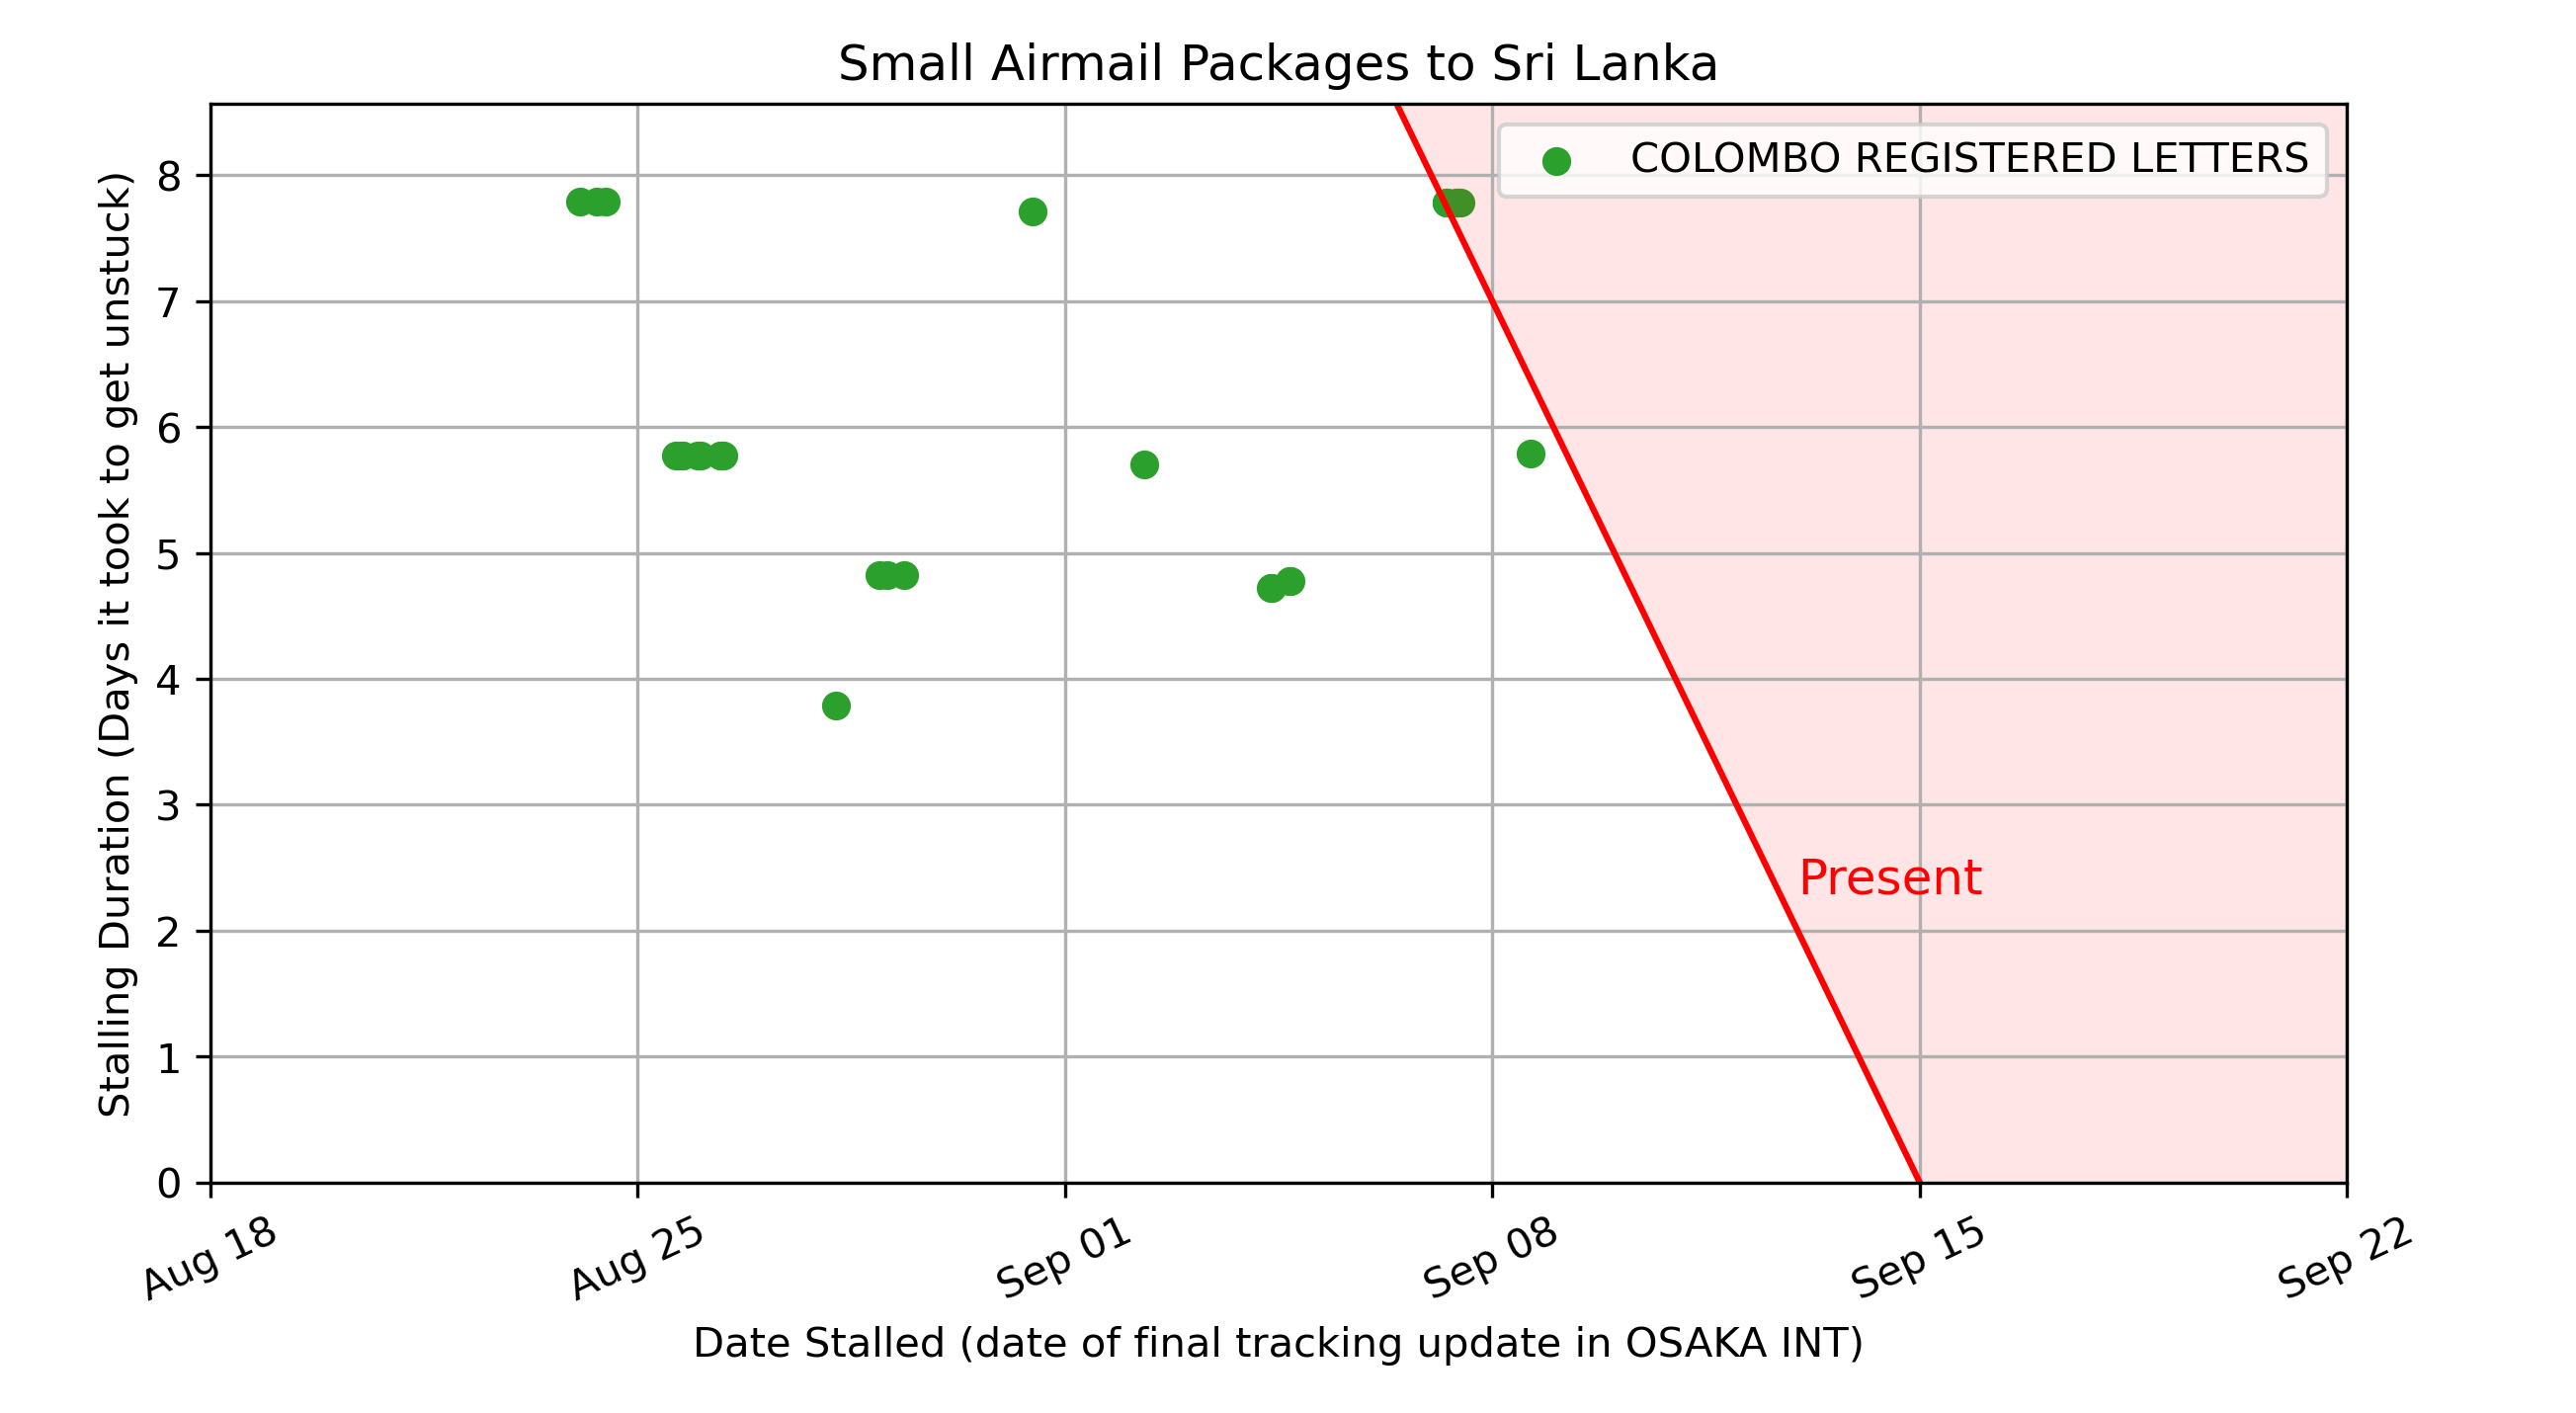 Small Airmail Packages to Sri Lanka
COLOMBO REGISTERED LETTERS
Stalling Duration (Days it took to get unstuck)
8
7
6
5
4
3
2
1
0
Present
Aug 18
Aug 25
Sep 01
Sep 08
Sep 15
Sep 22
Date Stalled (date of final tracking update in OSAKA INT)